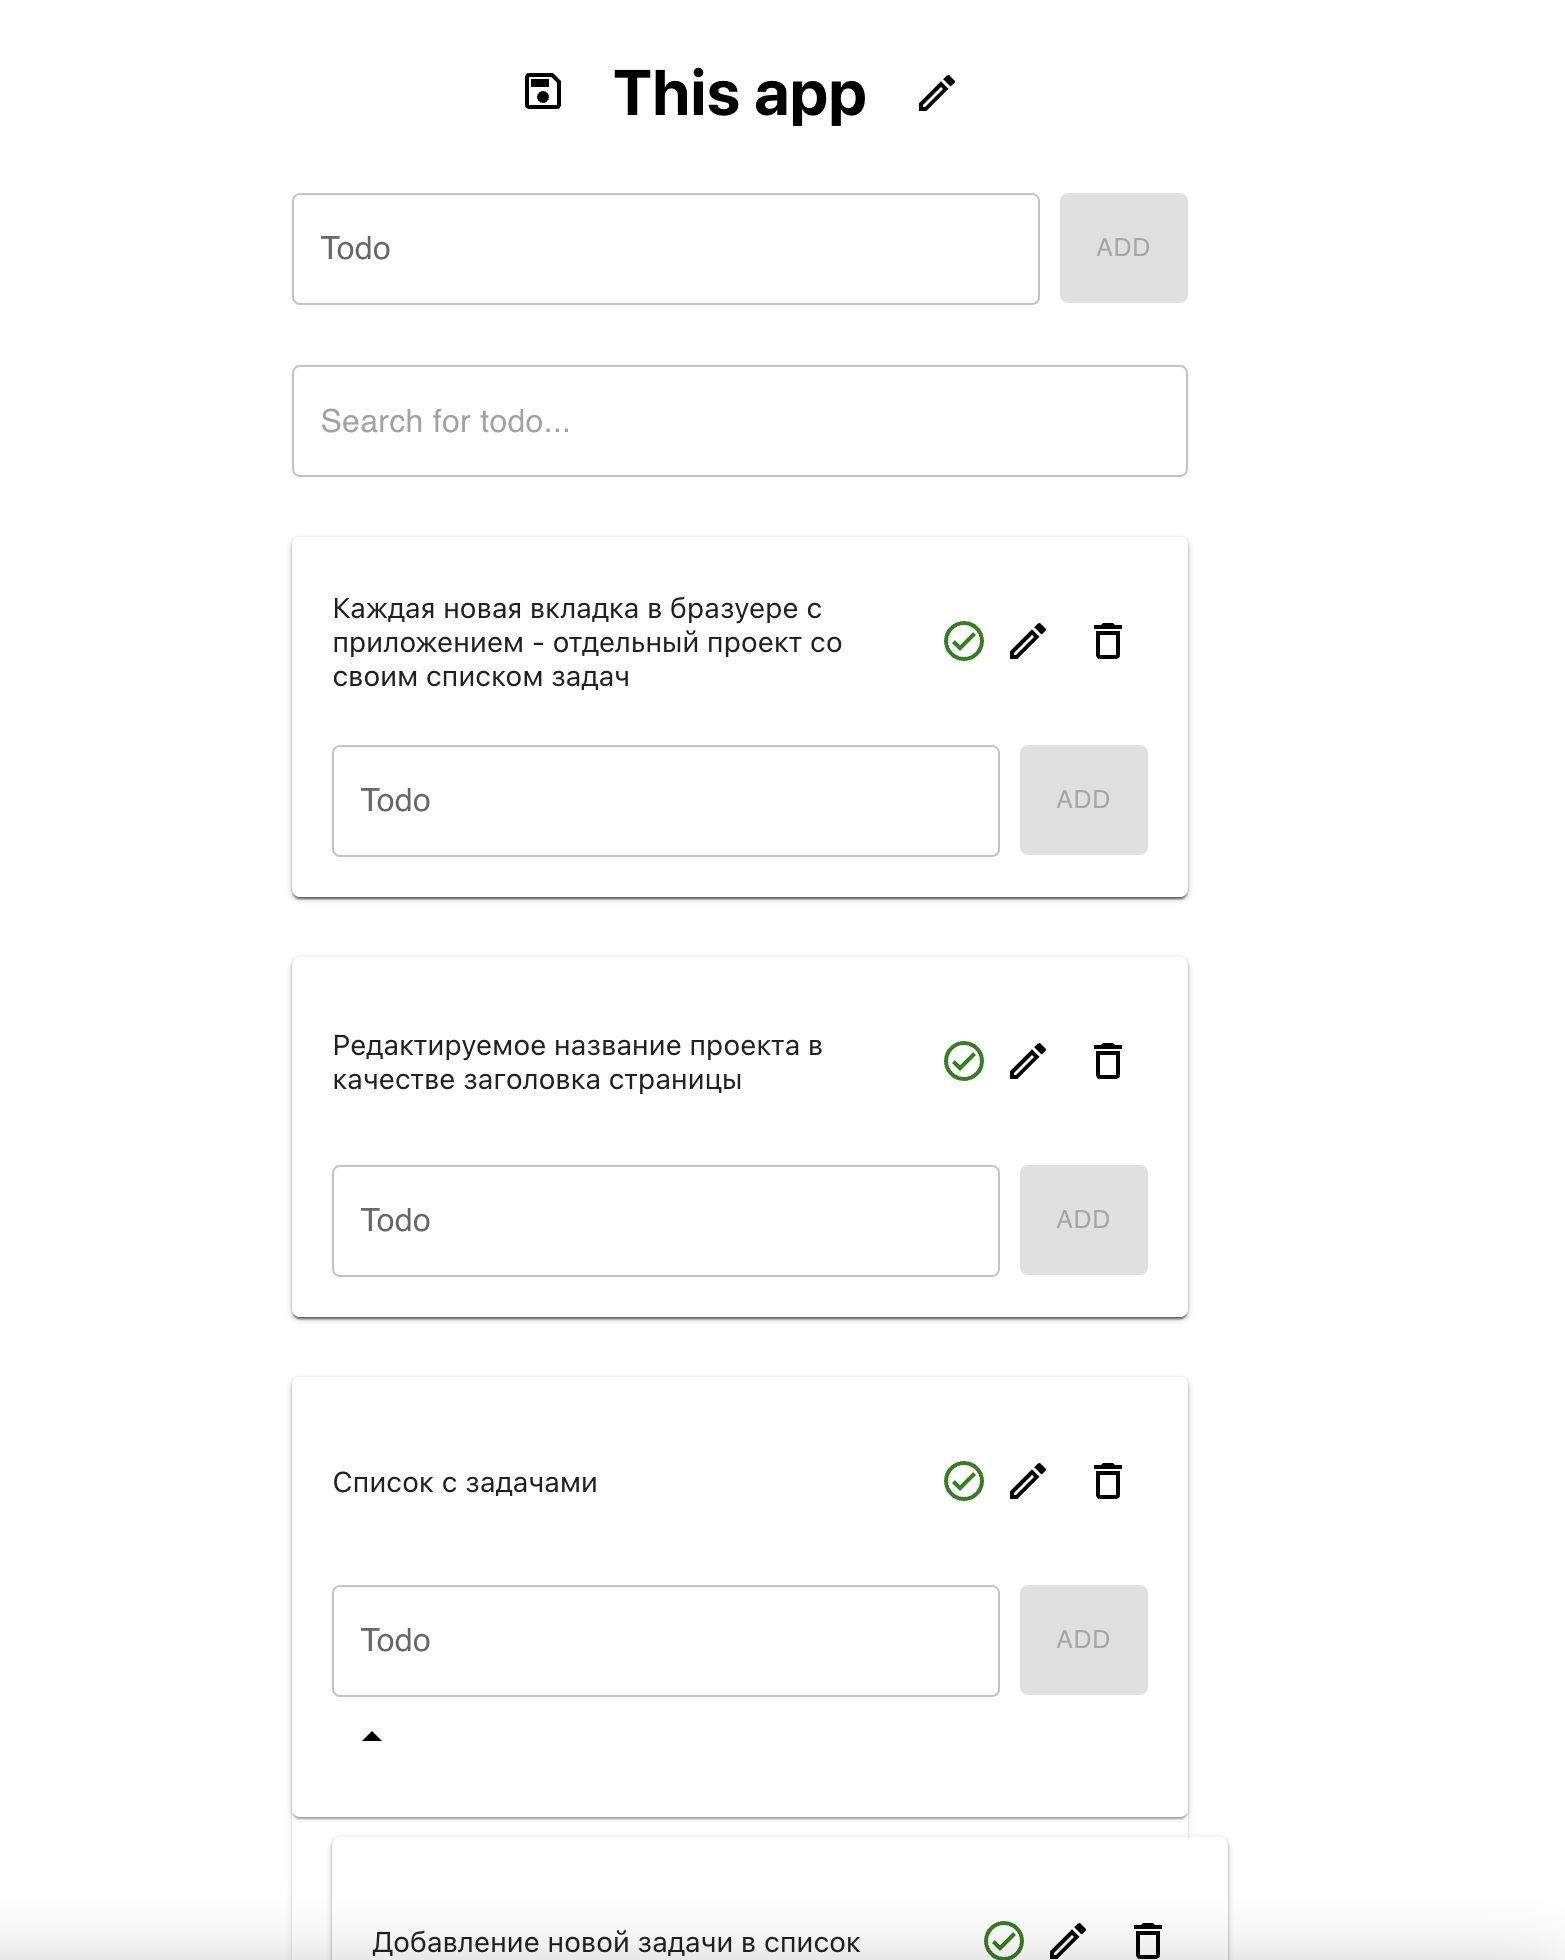 This app
Todo
ADD
Search for todo...
Каждая новая вкладка в бразуере с
приложением - отдельный проект со
своим списком задач
Todo
ADD
Редактируемое название проекта в
качестве заголовка страницы
Todo
ADD
Список с задачами
Todo
ADD
Добавление новой задачи в список